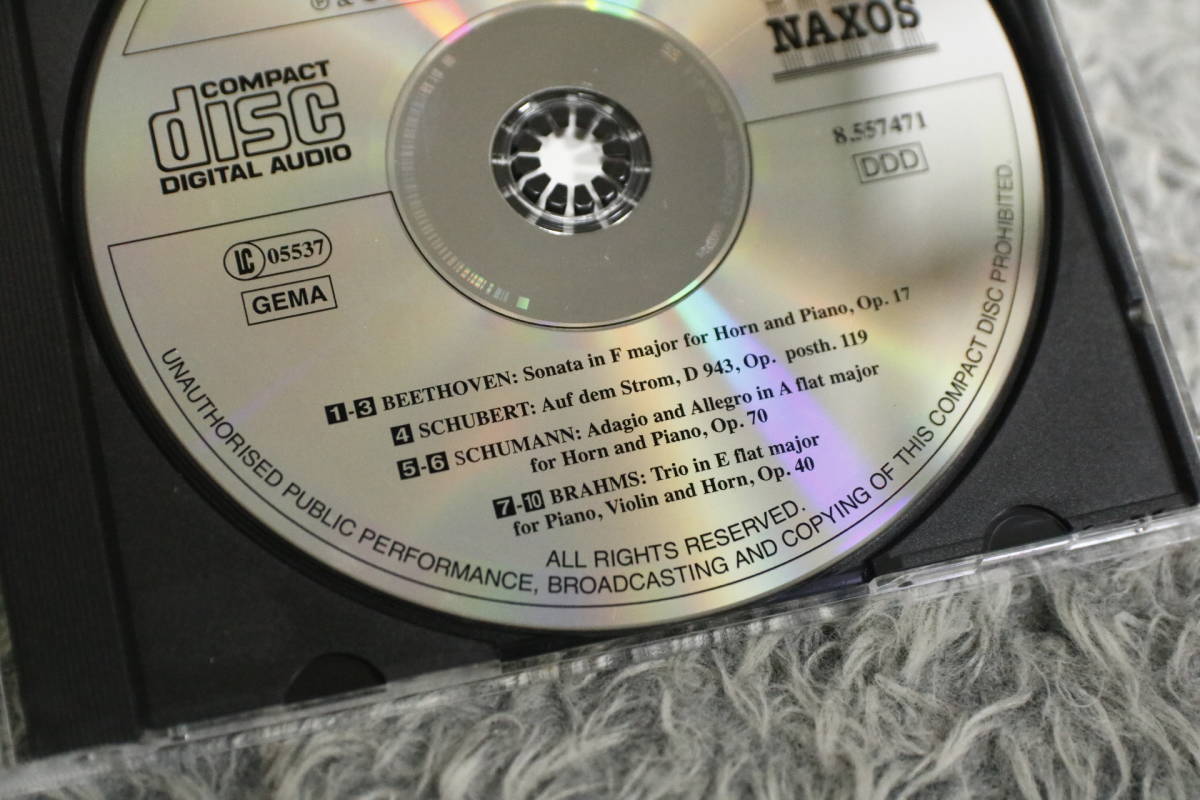 COMPACT
disc
DIGITAL AUDIO
NAXOS
8.557471
DDD
LC 05537
GEMA
1-3 BEETHOVEN: Sonata in F major for Horn and Piano, Op. 17
4 SCHUBERT: Auf dem Strom, D 943, Op. posth. 119
5-6 SCHUMANN: Adagio and Allegro in A flat major
for Horn and Piano, Op. 70
7-10 BRAHMS: Trio in E flat major
for Piano, Violin and Horn, Op. 40
ALL RIGHTS RESERVED.
UNAUTHORISED PUBLIC PERFORMANCE, BROADCASTING AND COPYING OF THIS COMPACT DISC PROHIBITED.